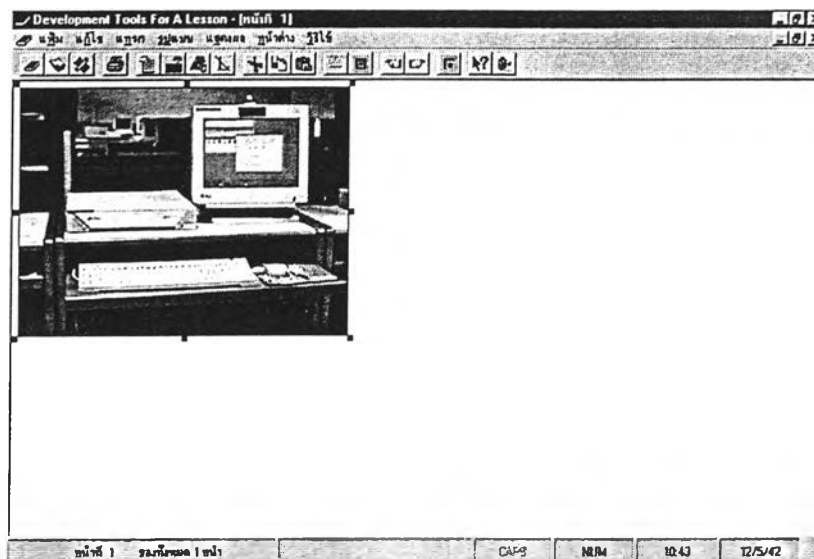 Development Tools For A Lesson - [หน้าที่ 1]
แฟ้ม แก้ไข แทรก รูปแบบ แสดงผล หน้าต่าง วิธีใช้
หน้าที่ 1 รวมทั้งหมด 1 หน้า CAPS NUM 10:43 12/5/42